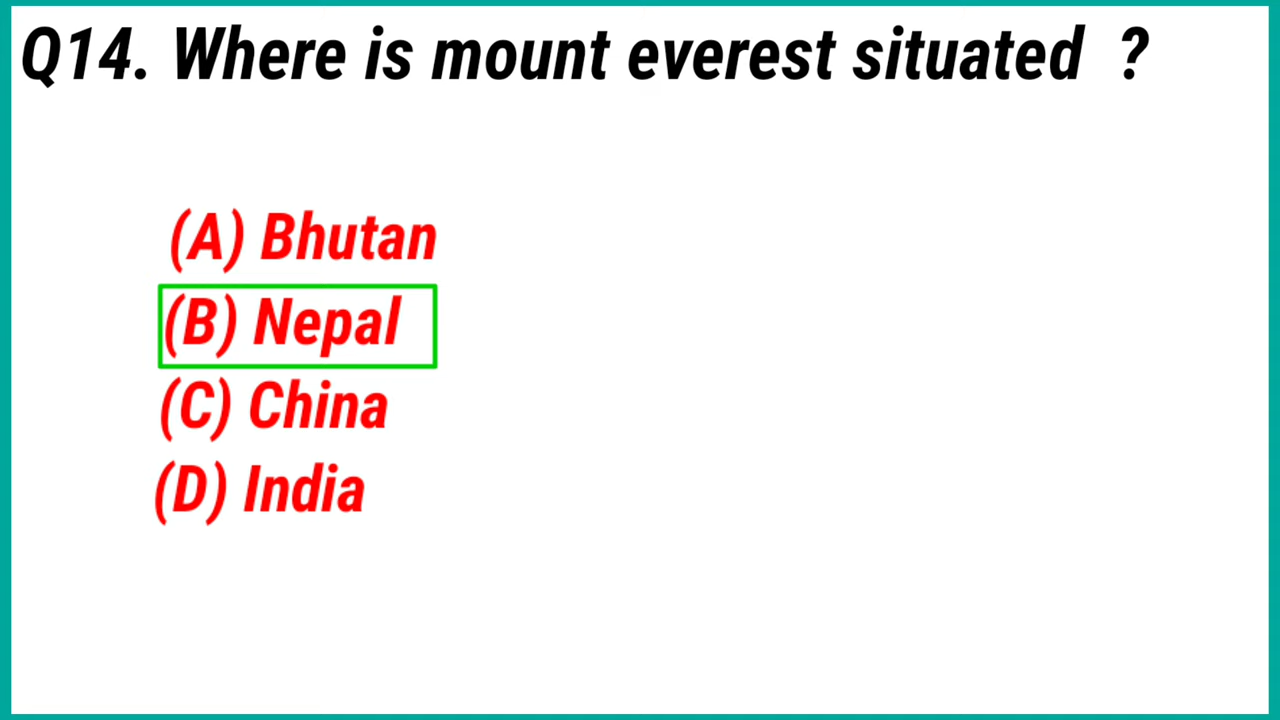 Q14. Where is mount everest situated ?
(A) Bhutan
(B) Nepal
(C) China
(D) India